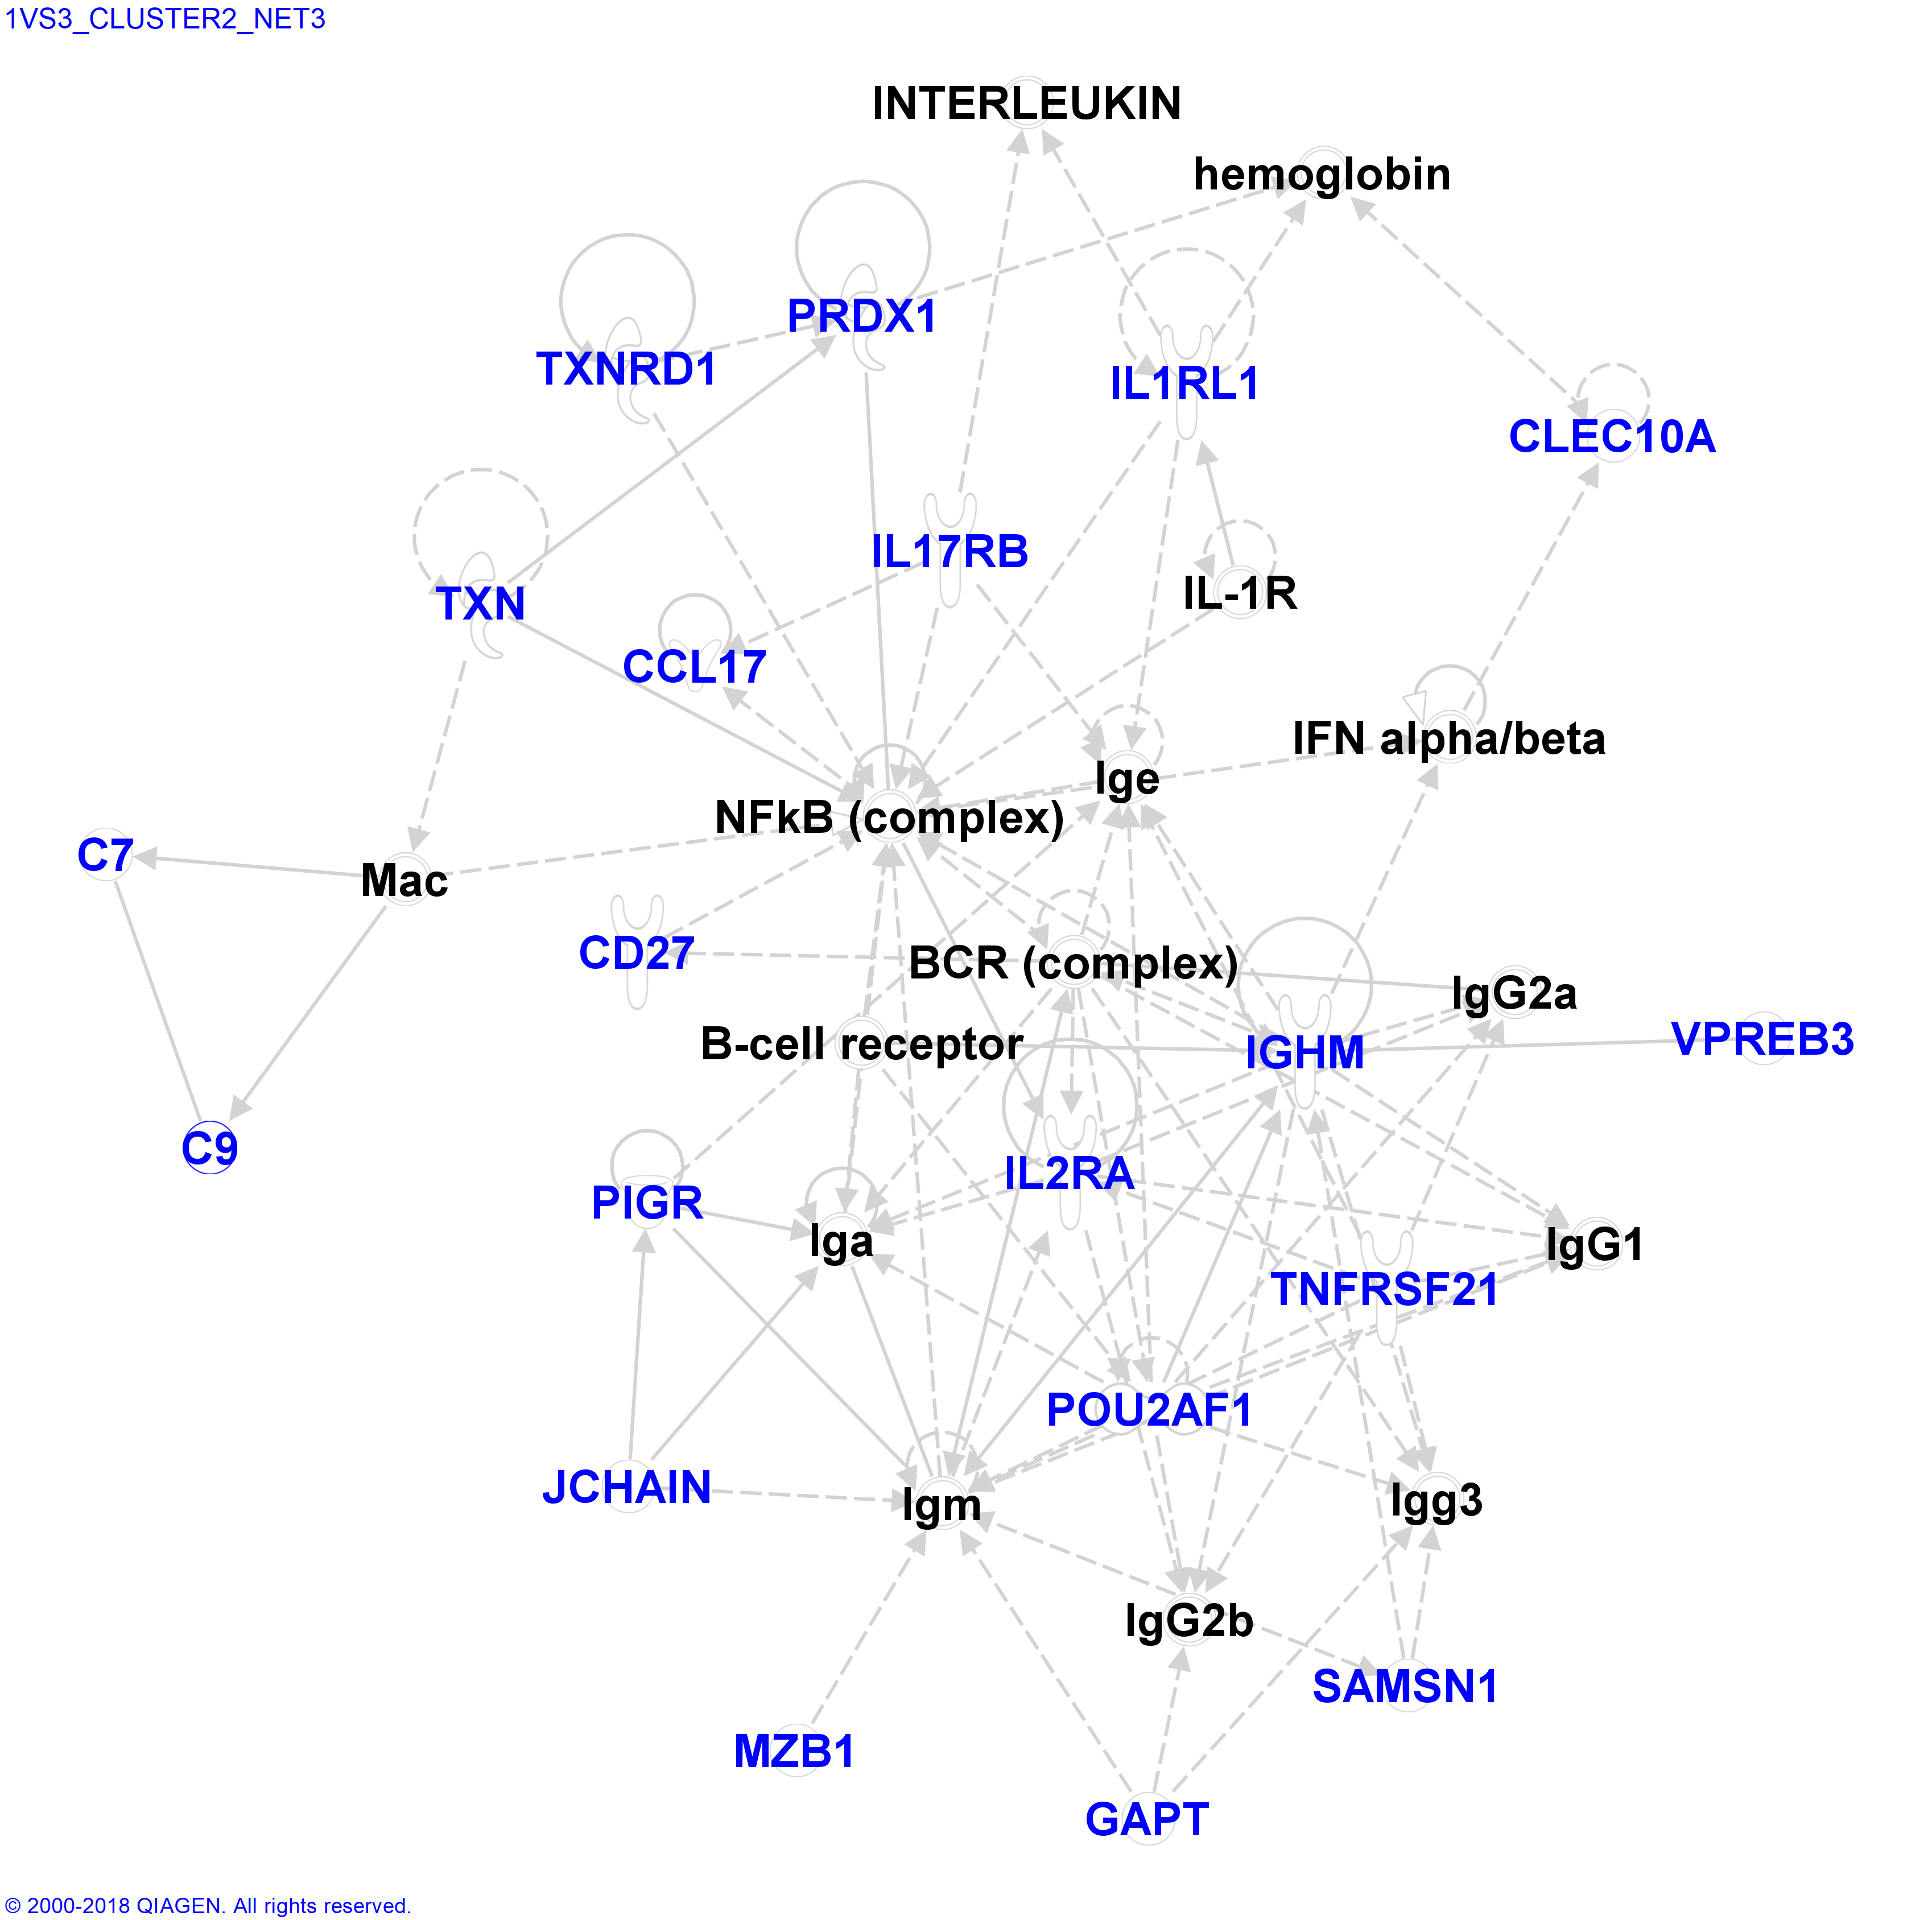 1VS3_CLUSTER2_NET3
INTERLEUKIN
hemoglobin
PRDX1
TXNRD1
IL1RL1
CLEC10A
IL17RB
IL-1R
TXN
CCL17
IFN alpha/beta
Ige
NFkB (complex)
C7
Mac
CD27
BCR (complex)
IgG2a
B-cell receptor
IGHM
VPREB3
C9
IL2RA
PIGR
Iga
IgG1
TNFRSF21
POU2AF1
JCHAIN
Igm
Igg3
IgG2b
SAMSN1
MZB1
GAPT
© 2000-2018 QIAGEN. All rights reserved.